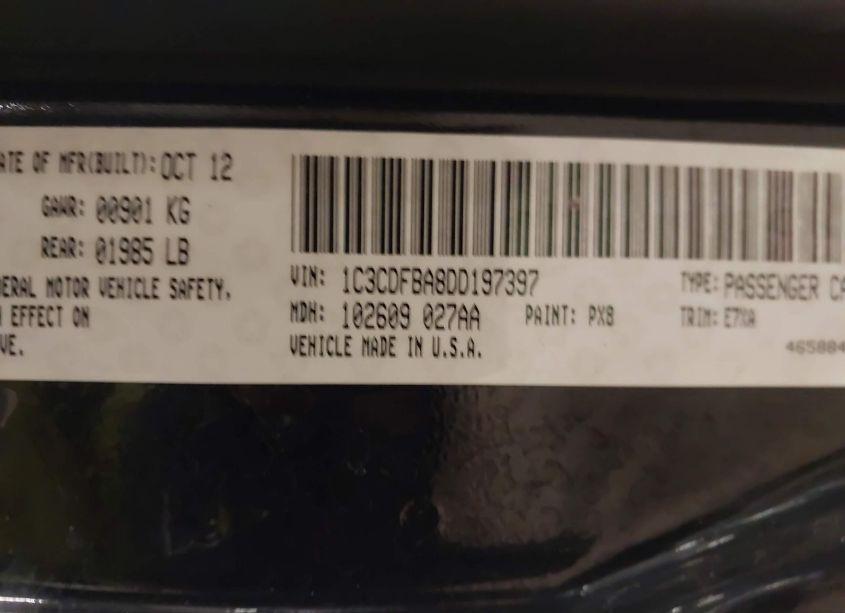 ATE OF MFR(BUILT): OCT 12
GAWR: 00901 KG
REAR: 01985 LB
ERAL MOTOR VEHICLE SAFETY,
EFFECT ON
VE.
VIN: 1C3CDFBA8DD197397
TYPE: PASSENGER CA
MDH: 102609 027AA
PAINT: PX8
TRIM: E7XA
VEHICLE MADE IN U.S.A.
465884